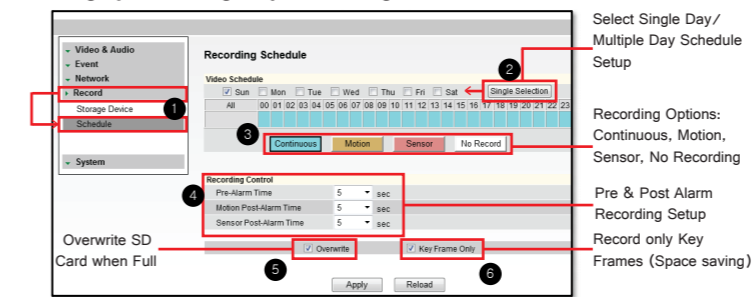 Select Single Day/
Multiple Day Schedule
Setup
Video & Audio
Event
Network
Record
Storage Device
Schedule
System
1
Recording Schedule
2
Video Schedule
Sun Mon Tue Wed Thu Fri Sat Single Selection
All 00 01 02 03 04 05 06 07 08 09 10 11 12 13 14 15 16 17 18 19 20 21 22 23
3
Continuous Motion Sensor No Record
Recording Options:
Continuous, Motion,
Sensor, No Recording
4
Recording Control
Pre-Alarm Time 5 sec
Motion Post-Alarm Time 5 sec
Sensor Post-Alarm Time 5 sec
Pre & Post Alarm
Recording Setup
Overwrite SD
Card when Full
Overwrite Key Frame Only
5 6
Record only Key
Frames (Space saving)
Apply Reload